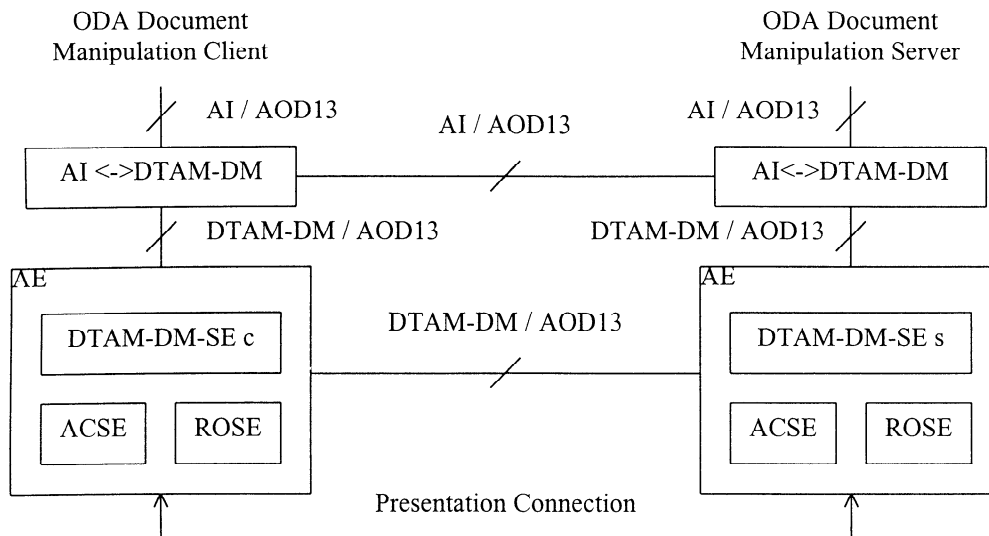 ODA Document
Manipulation Client
ODA Document
Manipulation Server
AI / AOD13
AI / AOD13
AI / AOD13
AI <->DTAM-DM
AI<->DTAM-DM
DTAM-DM / AOD13
DTAM-DM / AOD13
AE
AE
DTAM-DM / AOD13
DTAM-DM-SE c
DTAM-DM-SE s
ACSE
ROSE
ACSE
ROSE
Presentation Connection